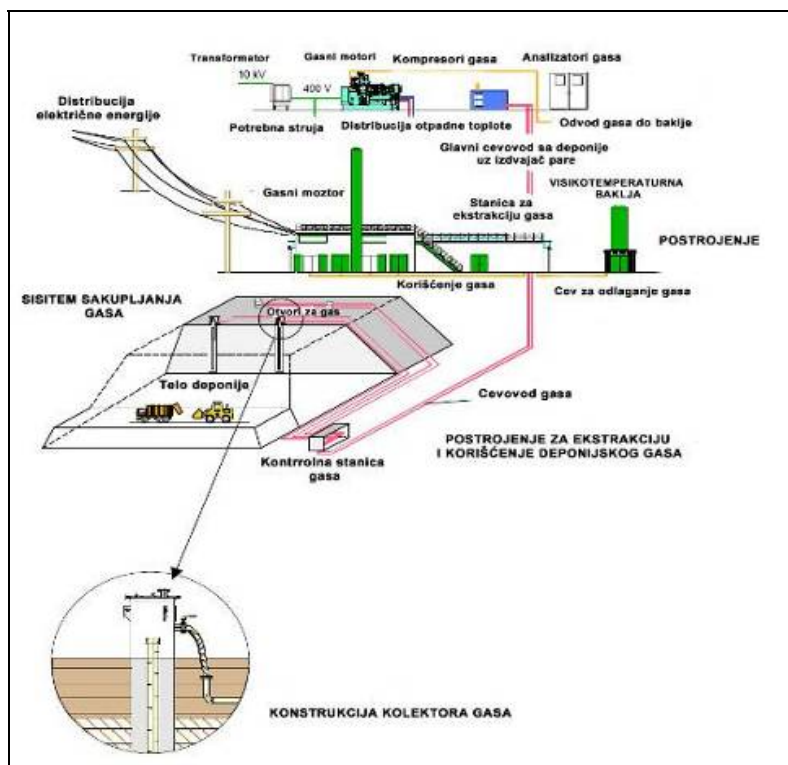 Transformator
Gasni motori
Kompresori gasa
Analizatori gasa
10 kV
400 V
Distribucija
električne energije
Potrebna struja
Distribucija otpadne toplote
Odvod gasa do baklje
Glavni cevovod sa deponije
uz izdvajač pare
Gasni moztor
Stanica za
ekstrakciju gasa
VISIKOTEMPERATURNA
BAKLJA
POSTROJENJE
Korišćenje gasa
Cev za odlaganje gasa
SISITEM SAKUPLJANJA
GASA
Otvori za gas
Telo deponije
Cevovod gasa
Kontrrolna stanica
gasa
POSTROJENJE ZA EKSTRAKCIJU
I KORIŠĆENJE DEPONIJSKOG GASA
KONSTRUKCIJA KOLEKTORA GASA